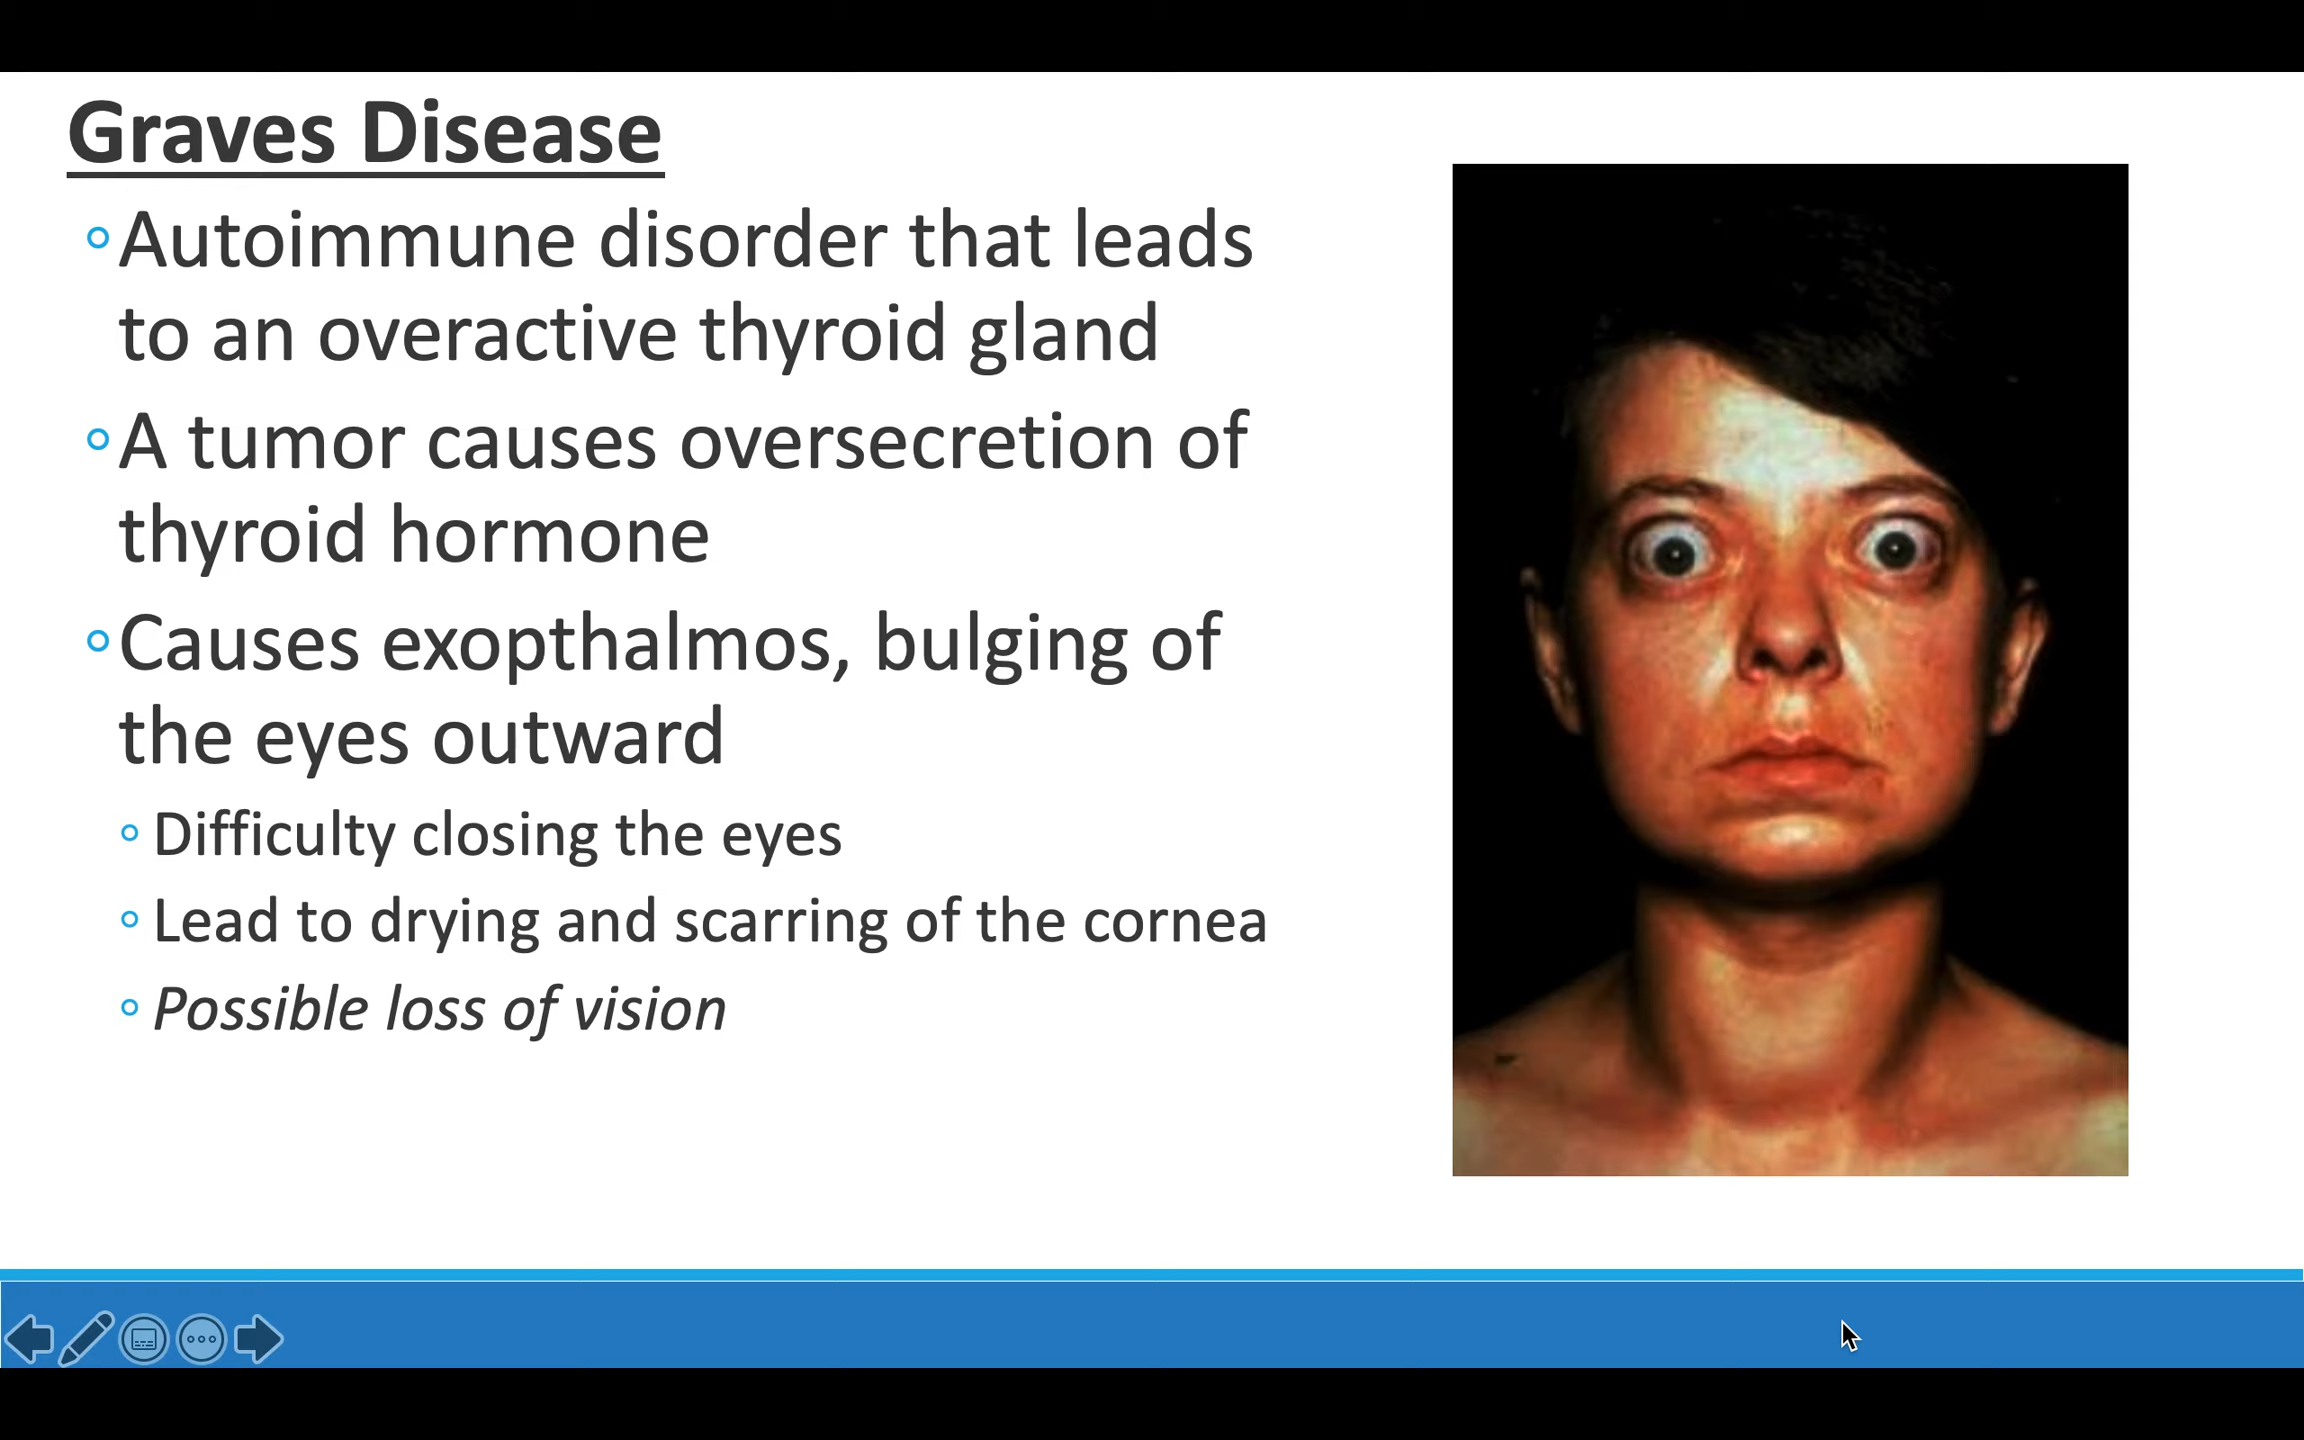 Graves Disease
Autoimmune disorder that leads
to an overactive thyroid gland
A tumor causes oversecretion of
thyroid hormone
Causes exopthalmos, bulging of
the eyes outward
Difficulty closing the eyes
Lead to drying and scarring of the cornea
Possible loss of vision